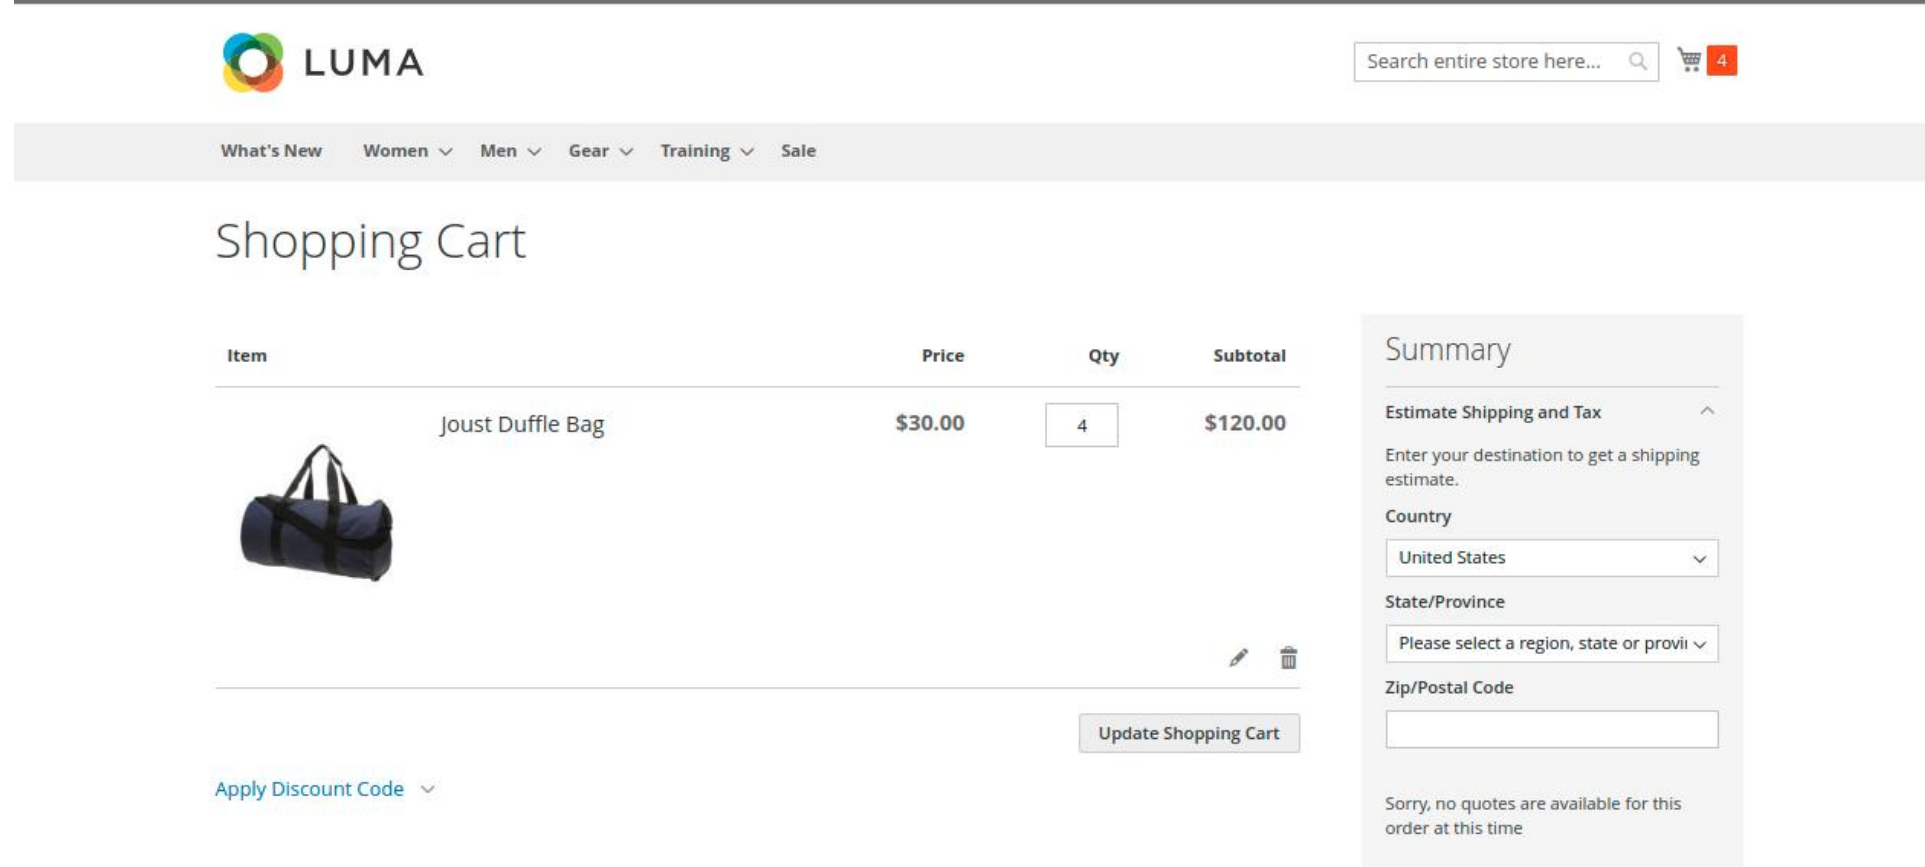 LUMA
Search entire store here...
4
What's New Women Men Gear Training Sale
Shopping Cart
Item Price Qty Subtotal
Joust Duffle Bag $30.00 4 $120.00
Update Shopping Cart
Apply Discount Code
Summary
Estimate Shipping and Tax
Enter your destination to get a shipping
estimate.
Country
United States
State/Province
Please select a region, state or provi
Zip/Postal Code
Sorry, no quotes are available for this
order at this time